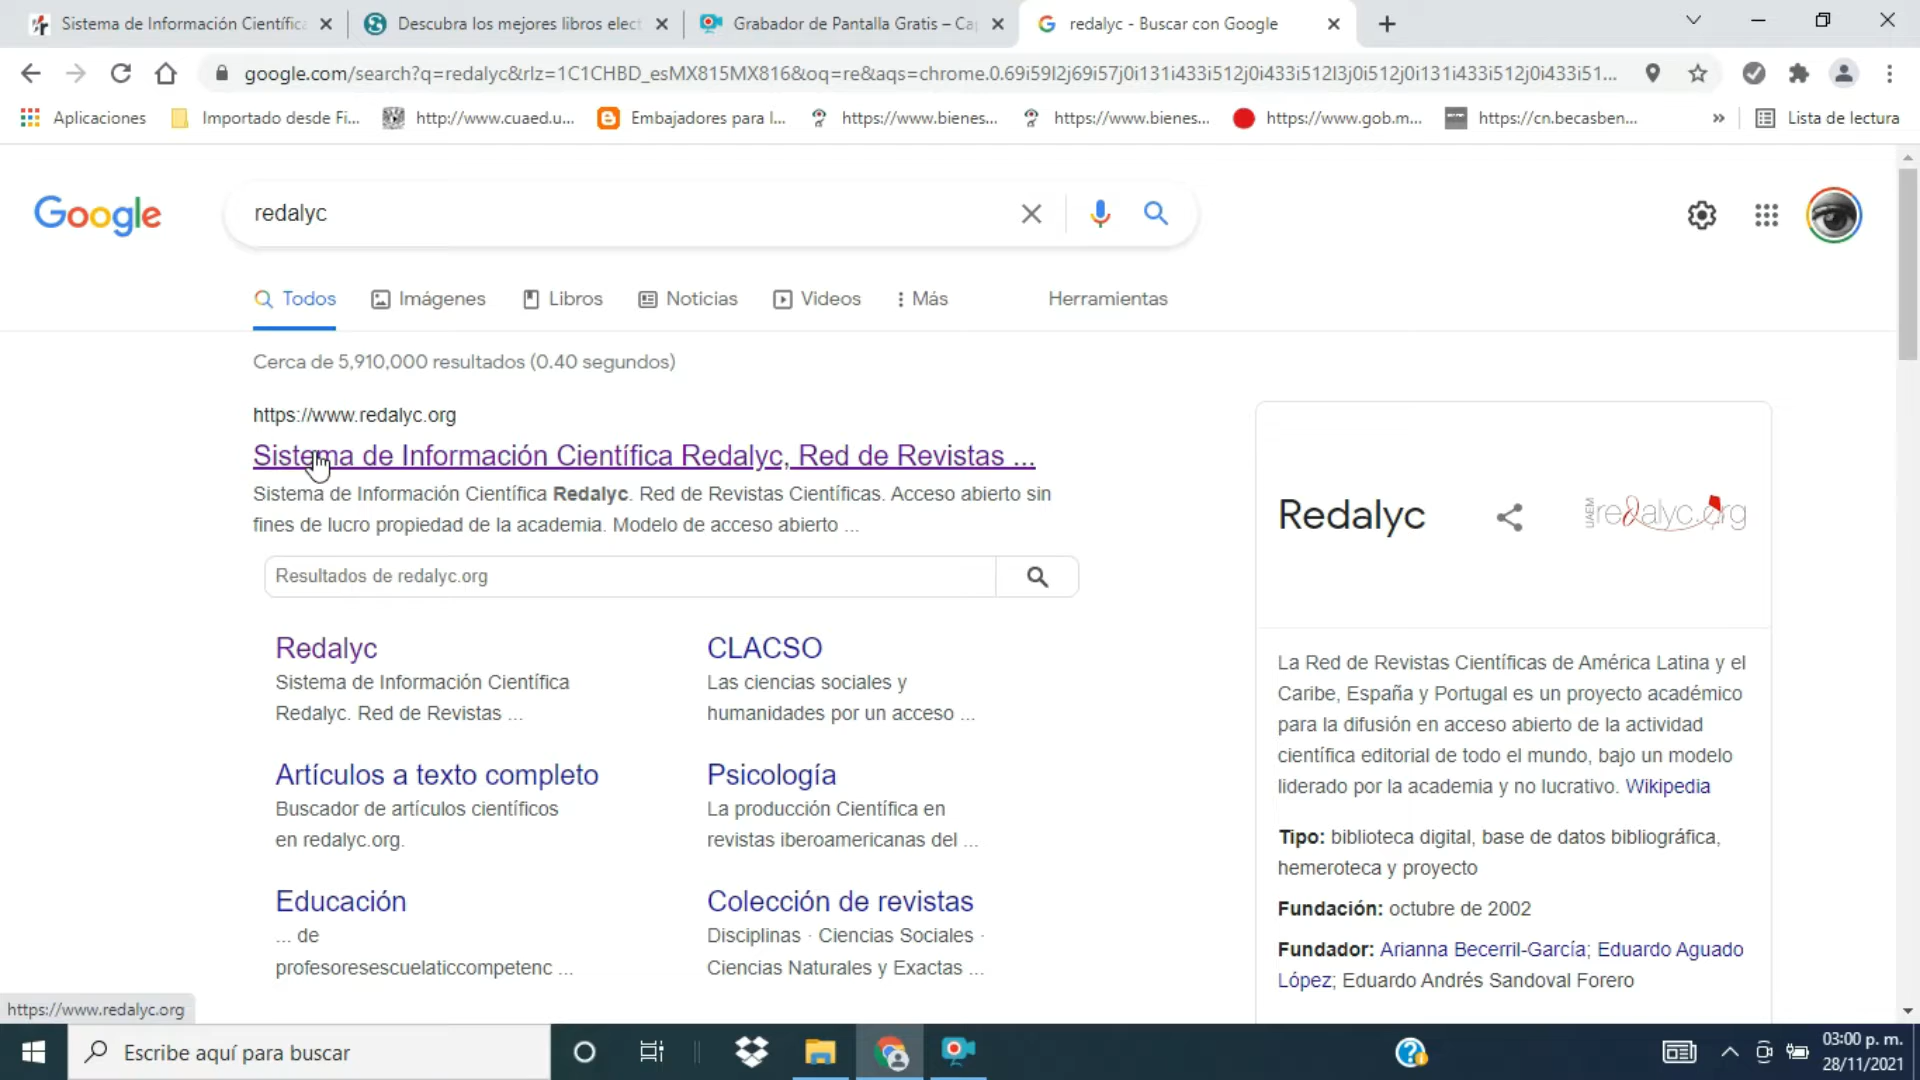 Sistema de Información Científica
Descubra los mejores libros elect
Grabador de Pantalla Gratis – Ca
redalyc - Buscar con Google
google.com/search?q=redalyc&rlz=1C1CHBD_esMX815MX816&oq=re&aqs=chrome.0.69i59l2j69i57j0i131i433i512j0i433i512l3j0i512j0i131i433i512j0i433i51...
Aplicaciones
Importado desde Fi...
http://www.cuaed.u...
Embajadores para l...
https://www.bienes...
https://www.bienes...
https://www.gob.m...
https://cn.becasben...
»
Lista de lectura
Google
redalyc
Todos
Imágenes
Libros
Noticias
Videos
Más
Herramientas
Cerca de 5,910,000 resultados (0.40 segundos)
https://www.redalyc.org
Sistema de Información Científica Redalyc, Red de Revistas ...
Sistema de Información Científica Redalyc. Red de Revistas Científicas. Acceso abierto sin
fines de lucro propiedad de la academia. Modelo de acceso abierto ...
Resultados de redalyc.org
Redalyc
Sistema de Información Científica
Redalyc. Red de Revistas ...
CLACSO
Las ciencias sociales y
humanidades por un acceso ...
Artículos a texto completo
Buscador de artículos científicos
en redalyc.org.
Psicología
La producción Científica en
revistas iberoamericanas del ...
Educación
... de
profesoresescuelaticcompetenc ...
Colección de revistas
Disciplinas · Ciencias Sociales ·
Ciencias Naturales y Exactas ...
Redalyc
UAEM
redalyc.org
La Red de Revistas Científicas de América Latina y el
Caribe, España y Portugal es un proyecto académico
para la difusión en acceso abierto de la actividad
científica editorial de todo el mundo, bajo un modelo
liderado por la academia y no lucrativo. Wikipedia
Tipo: biblioteca digital, base de datos bibliográfica,
hemeroteca y proyecto
Fundación: octubre de 2002
Fundador: Arianna Becerril-García; Eduardo Aguado
López; Eduardo Andrés Sandoval Forero
https://www.redalyc.org
Escribe aquí para buscar
03:00 p. m.
28/11/2021